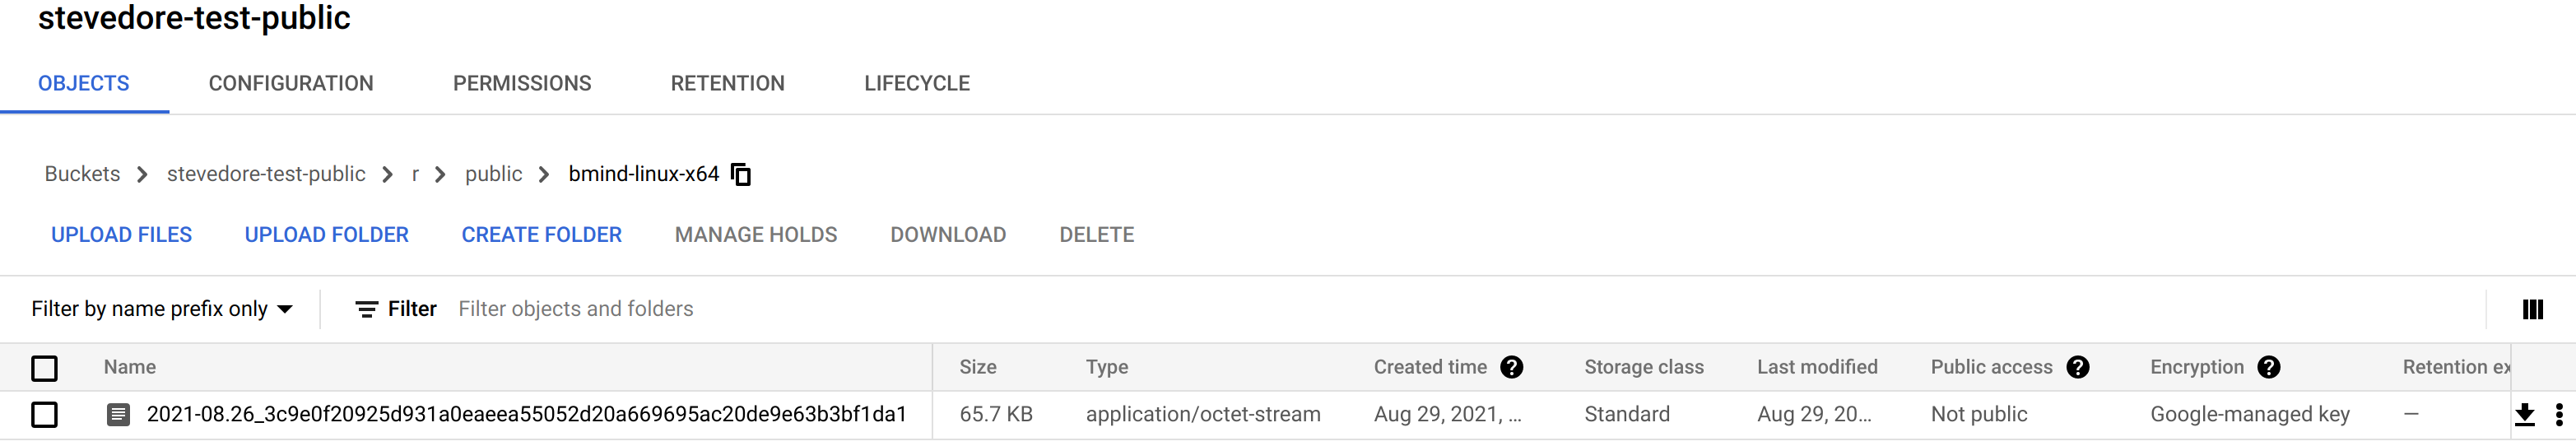 stevedore-test-public
OBJECTS CONFIGURATION PERMISSIONS RETENTION LIFECYCLE
Buckets > stevedore-test-public > r > public > bmind-linux-x64
UPLOAD FILES UPLOAD FOLDER CREATE FOLDER MANAGE HOLDS DOWNLOAD DELETE
Filter by name prefix only Filter Filter objects and folders
Name Size Type Created time ? Storage class Last modified Public access ? Encryption ? Retention ex
2021-08.26_3c9e0f20925d931a0eaeea55052d20a669695ac20de9e63b3bf1da1 65.7 KB application/octet-stream Aug 29, 2021, … Standard Aug 29, 20… Not public Google-managed key —